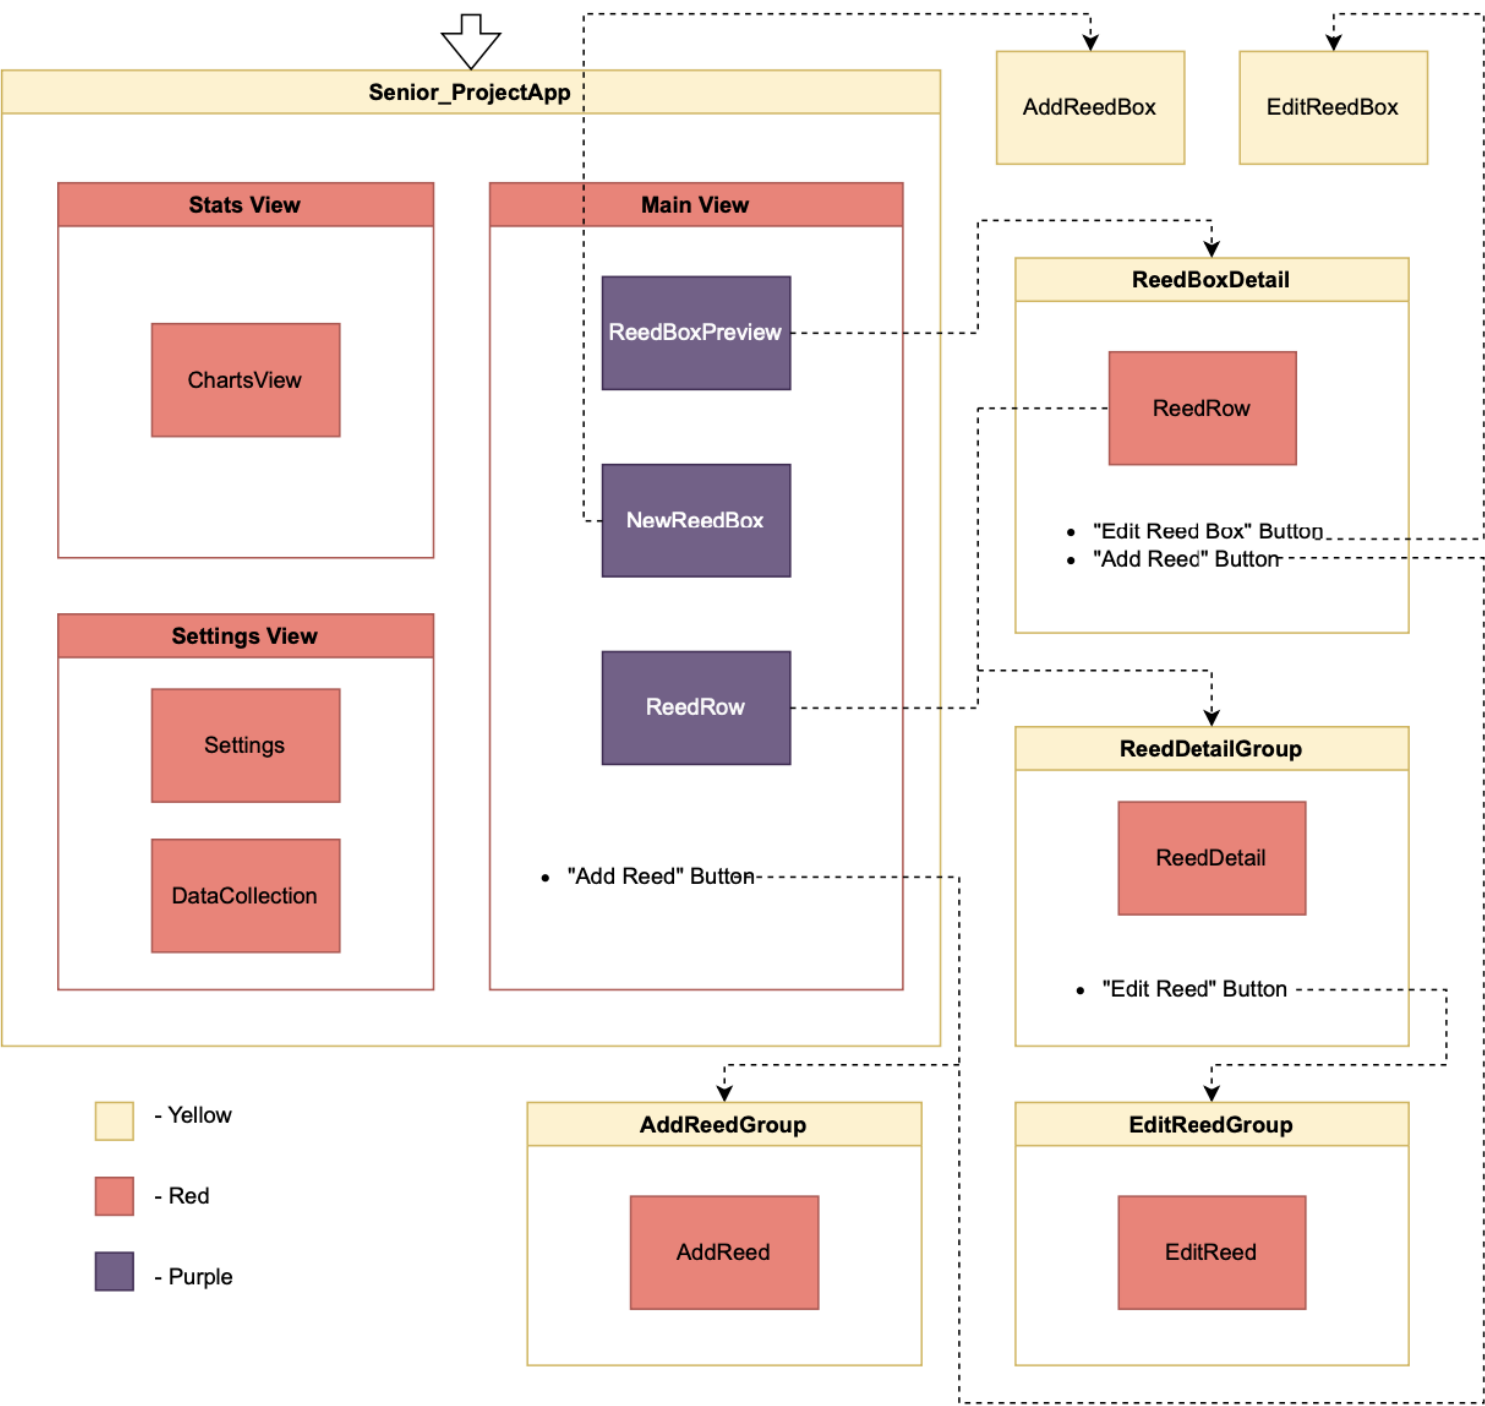 Senior_ProjectApp
AddReedBox
EditReedBox
Stats View
ChartsView
Main View
ReedBoxPreview
NewReedBox
ReedRow
• "Add Reed" Button
Settings View
Settings
DataCollection
ReedBoxDetail
ReedRow
• "Edit Reed Box" Button
• "Add Reed" Button
ReedDetailGroup
ReedDetail
• "Edit Reed" Button
- Yellow
- Red
- Purple
AddReedGroup
AddReed
EditReedGroup
EditReed